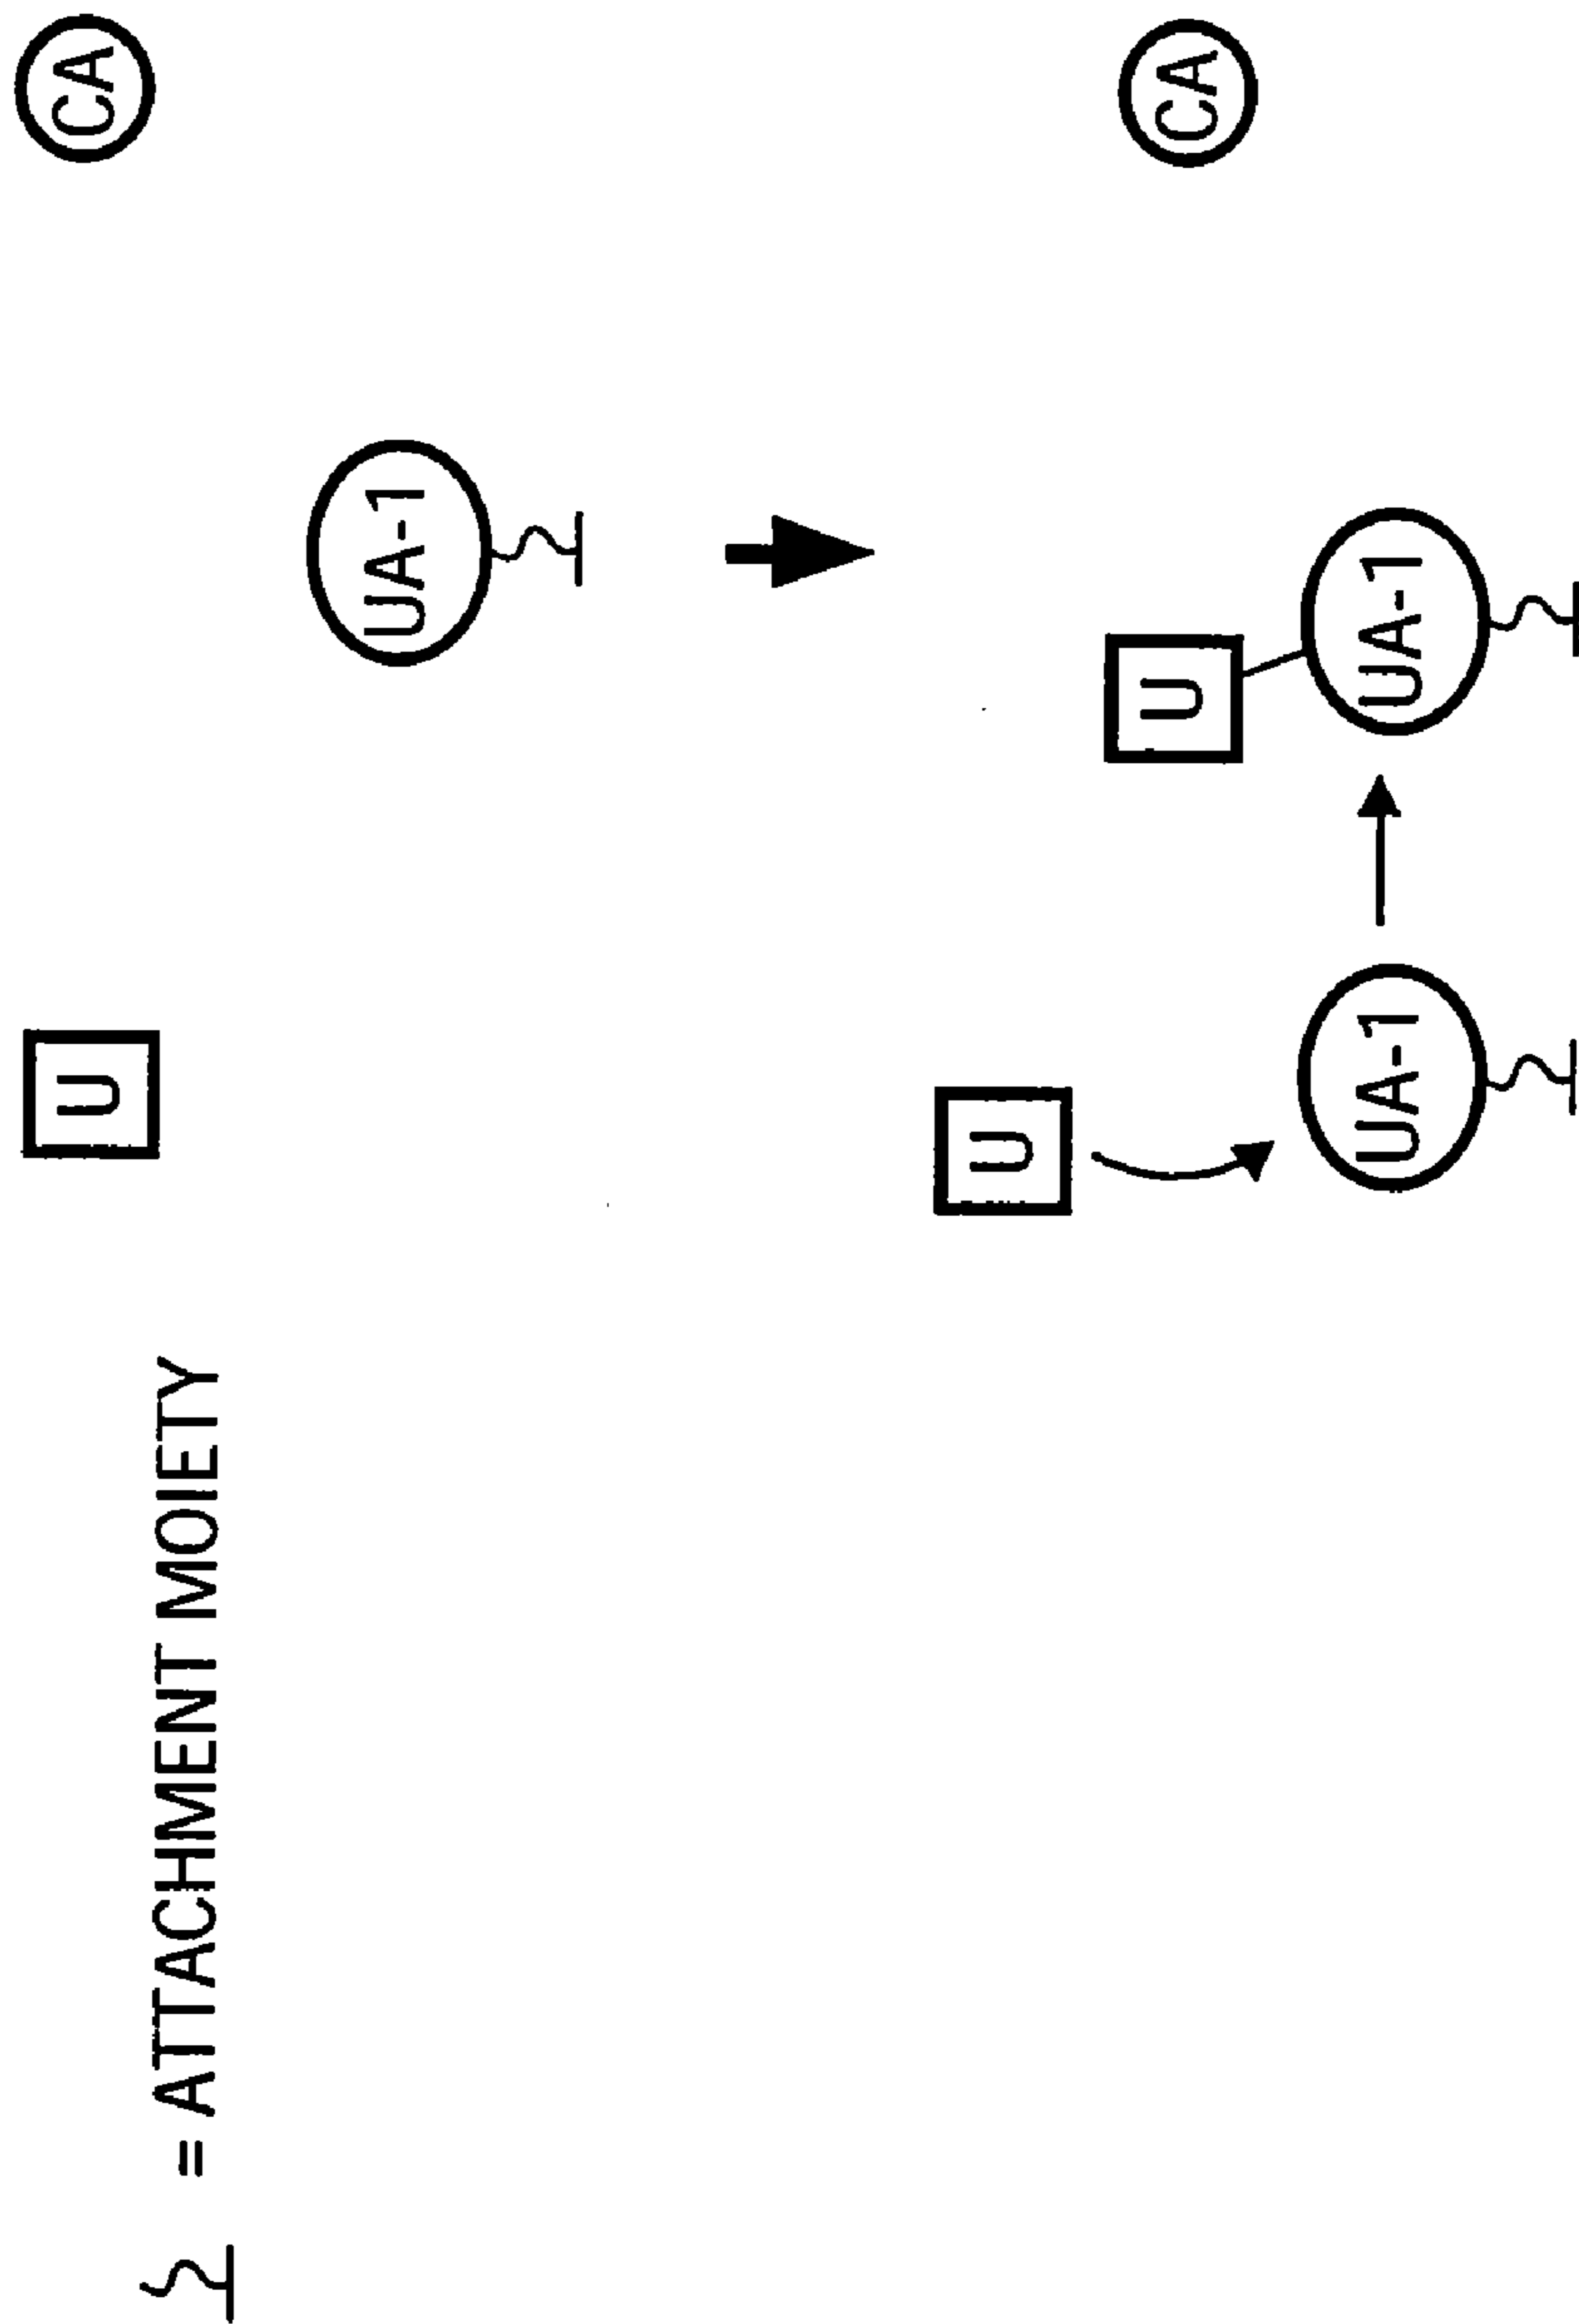 = ATTACHMENT MOIETY
U
CA
UA-1
U
U
CA
UA-1
UA-1